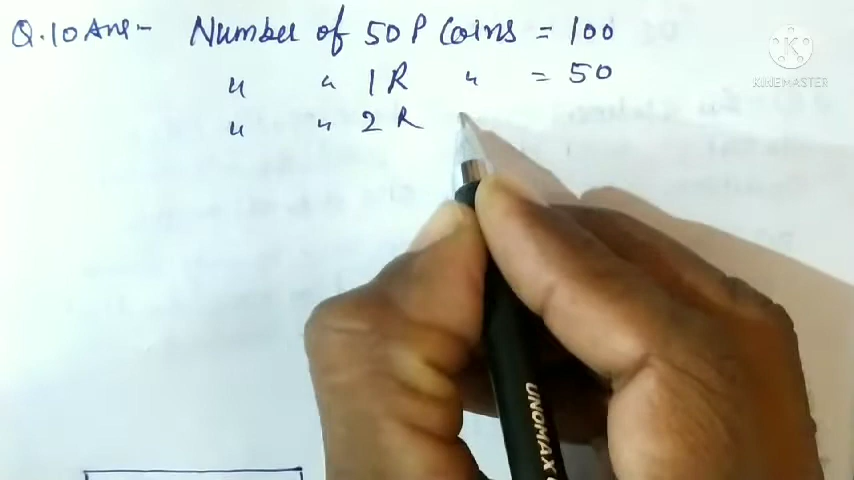 Q.10 Ans- Number of 50 P Coins = 100
" " 1 R " = 50
" " 2 R
KINEMASTER
UNOMAX